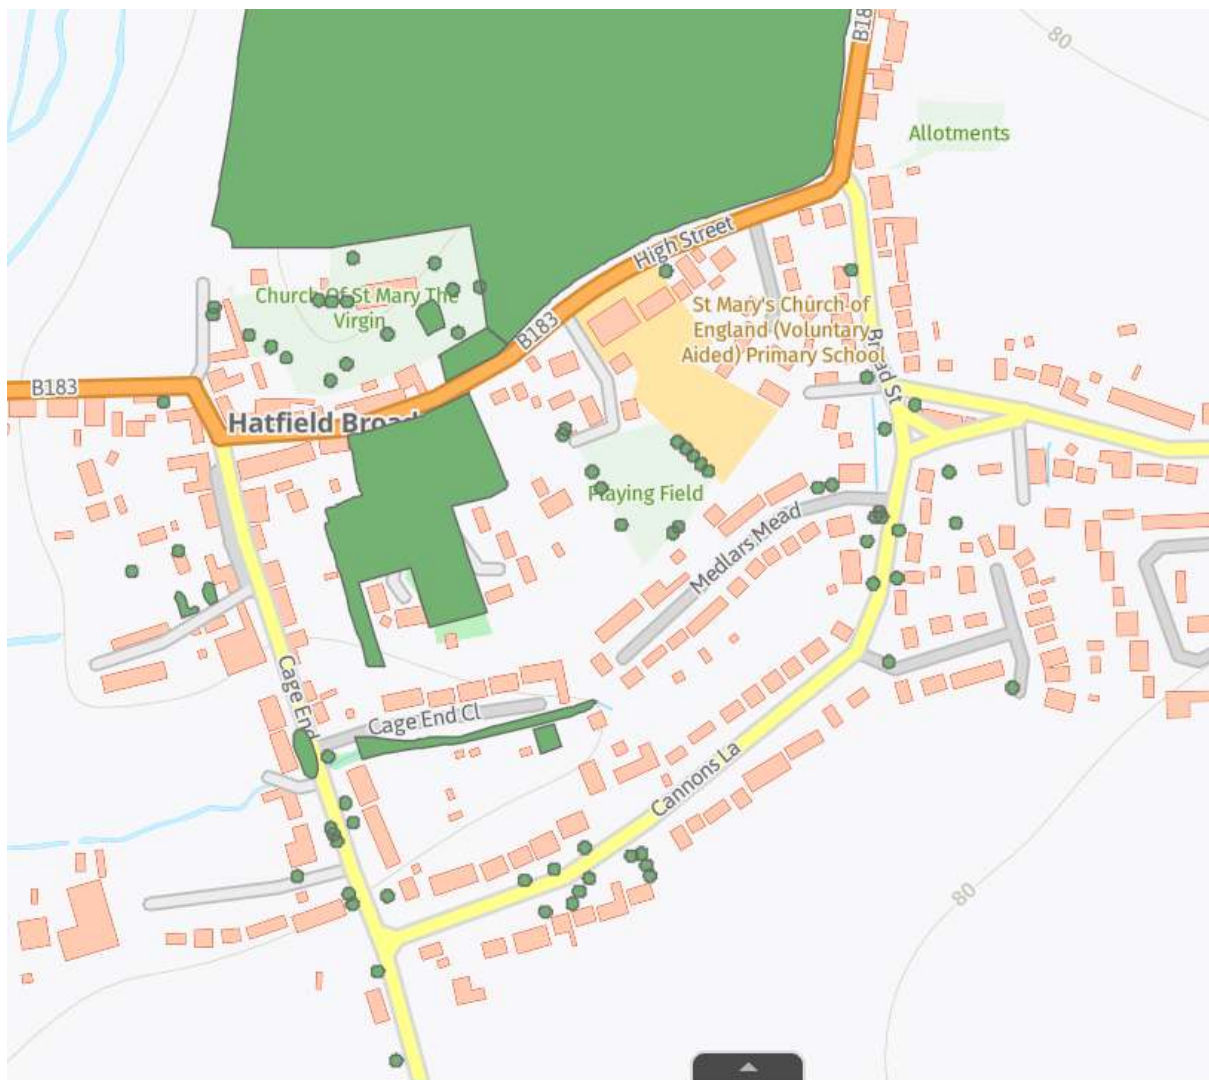 B18
80
Allotments
High Street
Church Of St Mary The
Virgin
B183
St Mary's Church of
England (Voluntary
Aided) Primary School
B183
Broad St
Hatfield Broad
Playing Field
Medlars Mead
Cage End
Cage End Cl
Cannons La
80